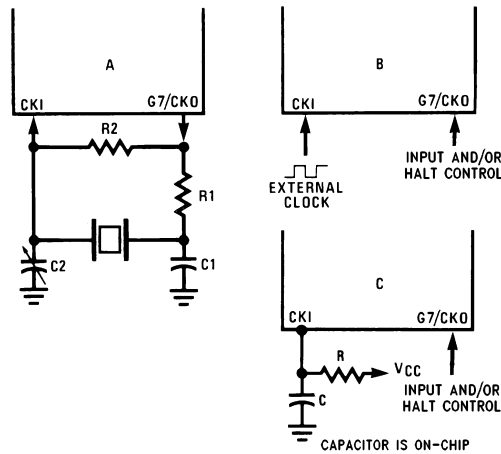 A
CKI
G7/CKO
R2
R1
C2
C1
B
CKI
G7/CKO
EXTERNAL
CLOCK
INPUT AND/OR
HALT CONTROL
C
CKI
G7/CKO
R
VCC
C
INPUT AND/OR
HALT CONTROL
CAPACITOR IS ON-CHIP